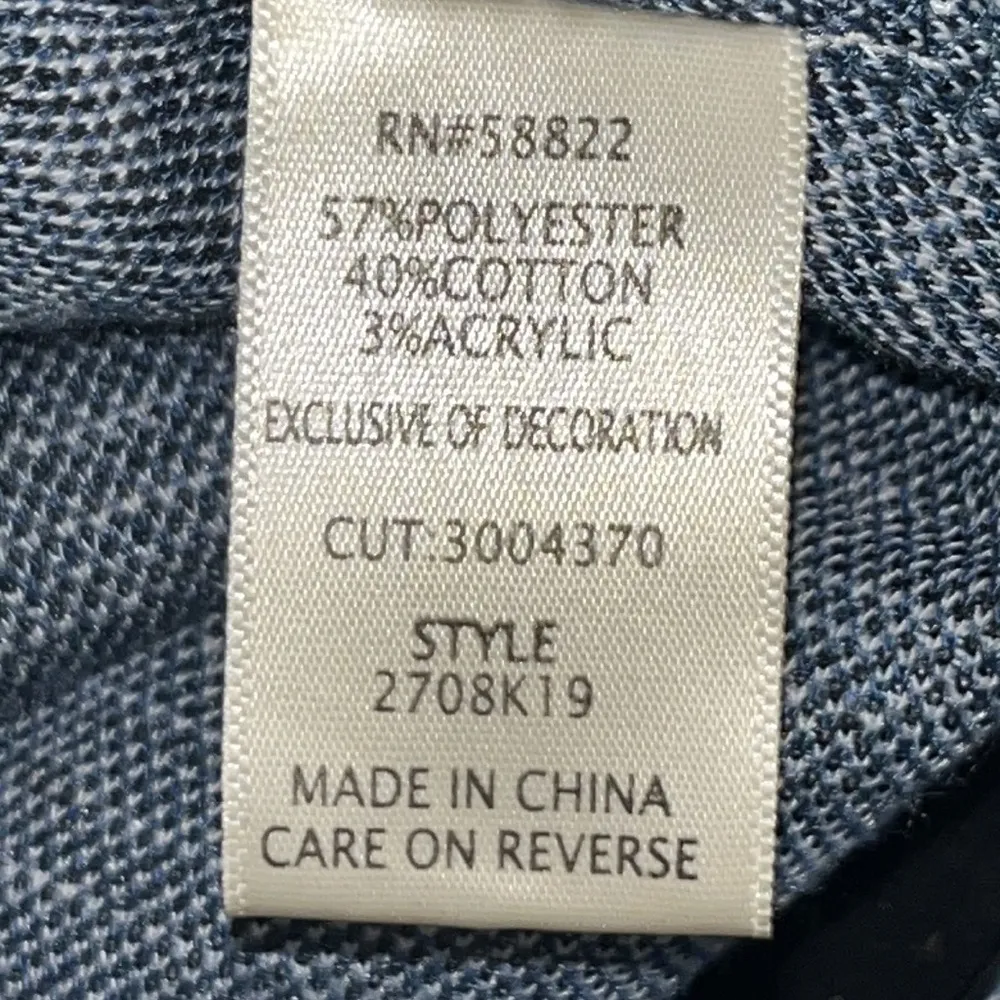 RN#58822
57%POLYESTER
40%COTTON
3%ACRYLIC
EXCLUSIVE OF DECORATION
CUT:3004370
STYLE
2708K19
MADE IN CHINA
CARE ON REVERSE